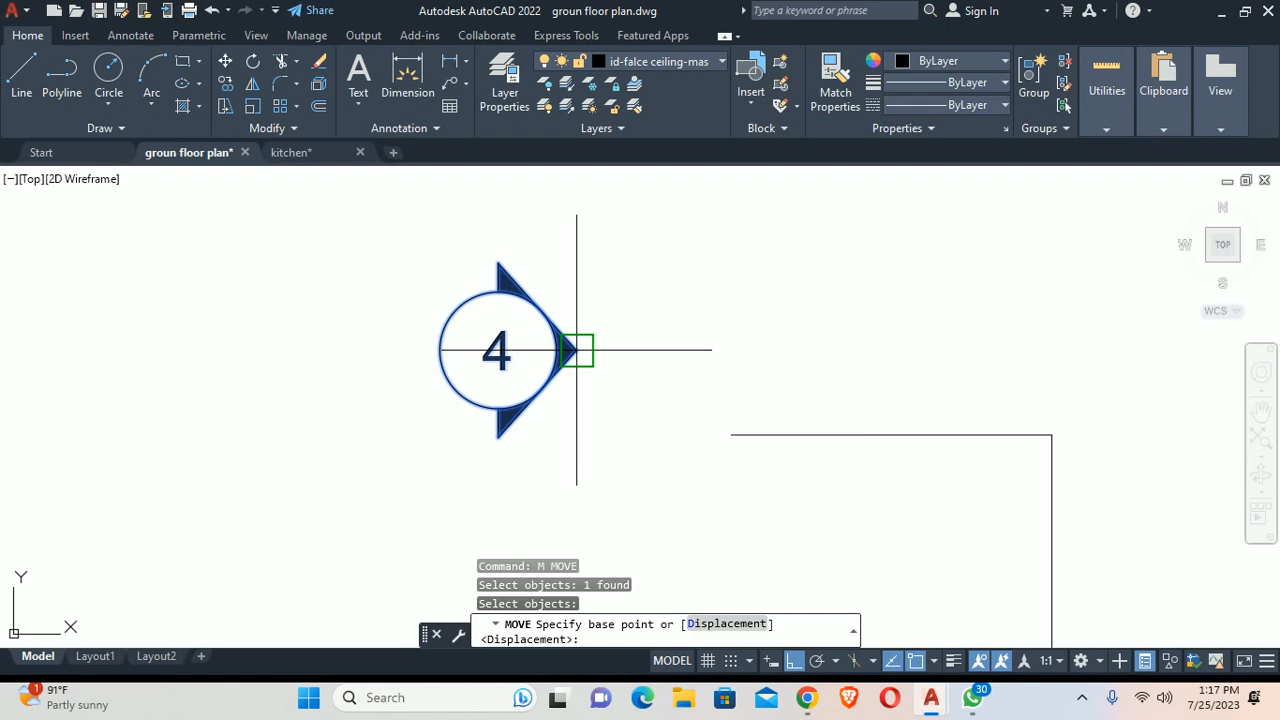 Share
Autodesk AutoCAD 2022 groun floor plan.dwg
Type a keyword or phrase
Sign In
Home Insert Annotate Parametric View Manage Output Add-ins Collaborate Express Tools Featured Apps
Line Polyline Circle Arc
Text Dimension
Layer Properties
id-falce ceiling-mas
Insert
Match Properties
ByLayer
ByLayer
ByLayer
Group Utilities Clipboard View
Draw Modify Annotation Layers Block Properties Groups
Start groun floor plan* kitchen*
[−][Top][2D Wireframe]
N
W TOP E
S
WCS
4
Y
X
Command: M MOVE
Select objects: 1 found
Select objects:
MOVE Specify base point or [Displacement]
<Displacement>:
Model Layout1 Layout2
MODEL 1:1
1
91°F
Partly sunny
Search
30
1:17 PM
7/25/2023